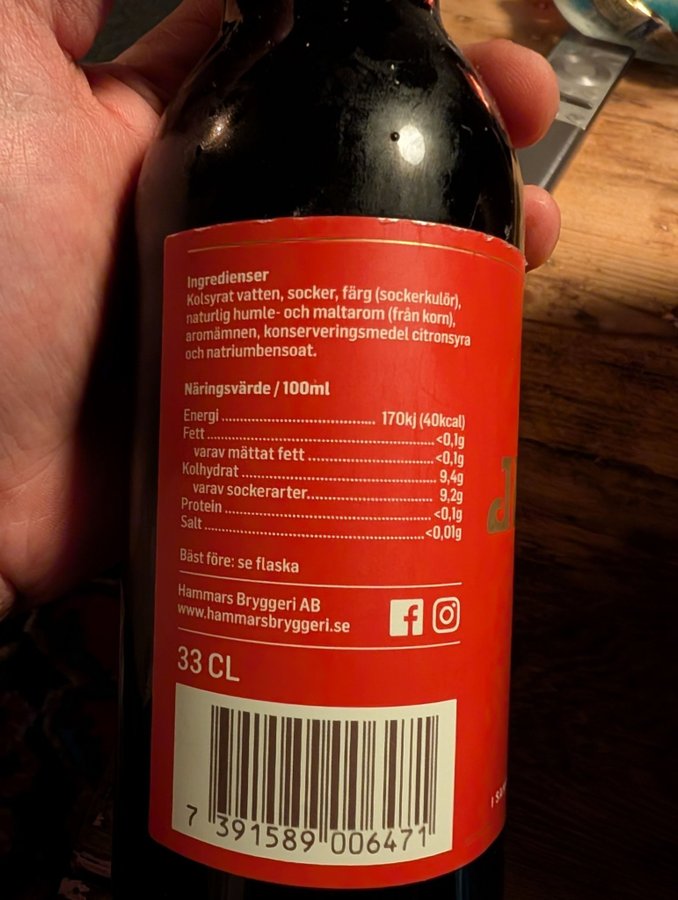 Ingredienser
Kolsyrat vatten, socker, färg (sockerkulör),
naturlig humle- och maltarom (från korn),
aromämnen, konserveringsmedel citronsyra
och natriumbensoat.
Näringsvärde / 100ml
Energi ........................................ 170kj (40kcal)
Fett ........................................ <0,1g
varav mättat fett ........................ <0,1g
Kolhydrat ........................................ 9,4g
varav sockerarter ........................ 9,2g
Protein ........................................ <0,1g
Salt ........................................ <0,01g
Bäst före: se flaska
Hammars Bryggeri AB
www.hammarsbryggeri.se
33 CL
7 391589 006471